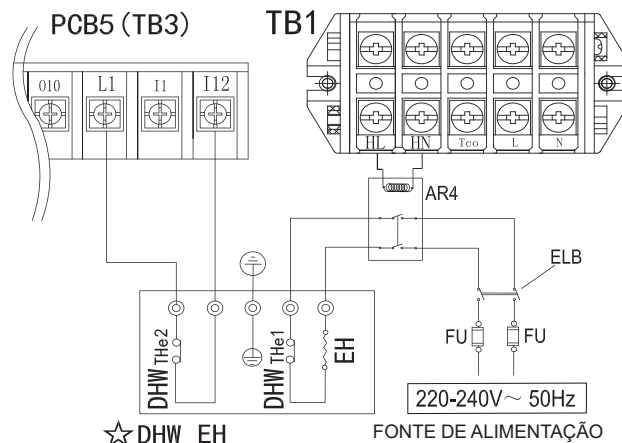 PCB5 (TB3)
TB1
O10 L1 I1 I12
HL HN Tco L N
AR4
ELB
DHW THe2
DHW THe1
EH
FU FU
220-240V～ 50Hz
☆DHW EH
FONTE DE ALIMENTAÇÃO